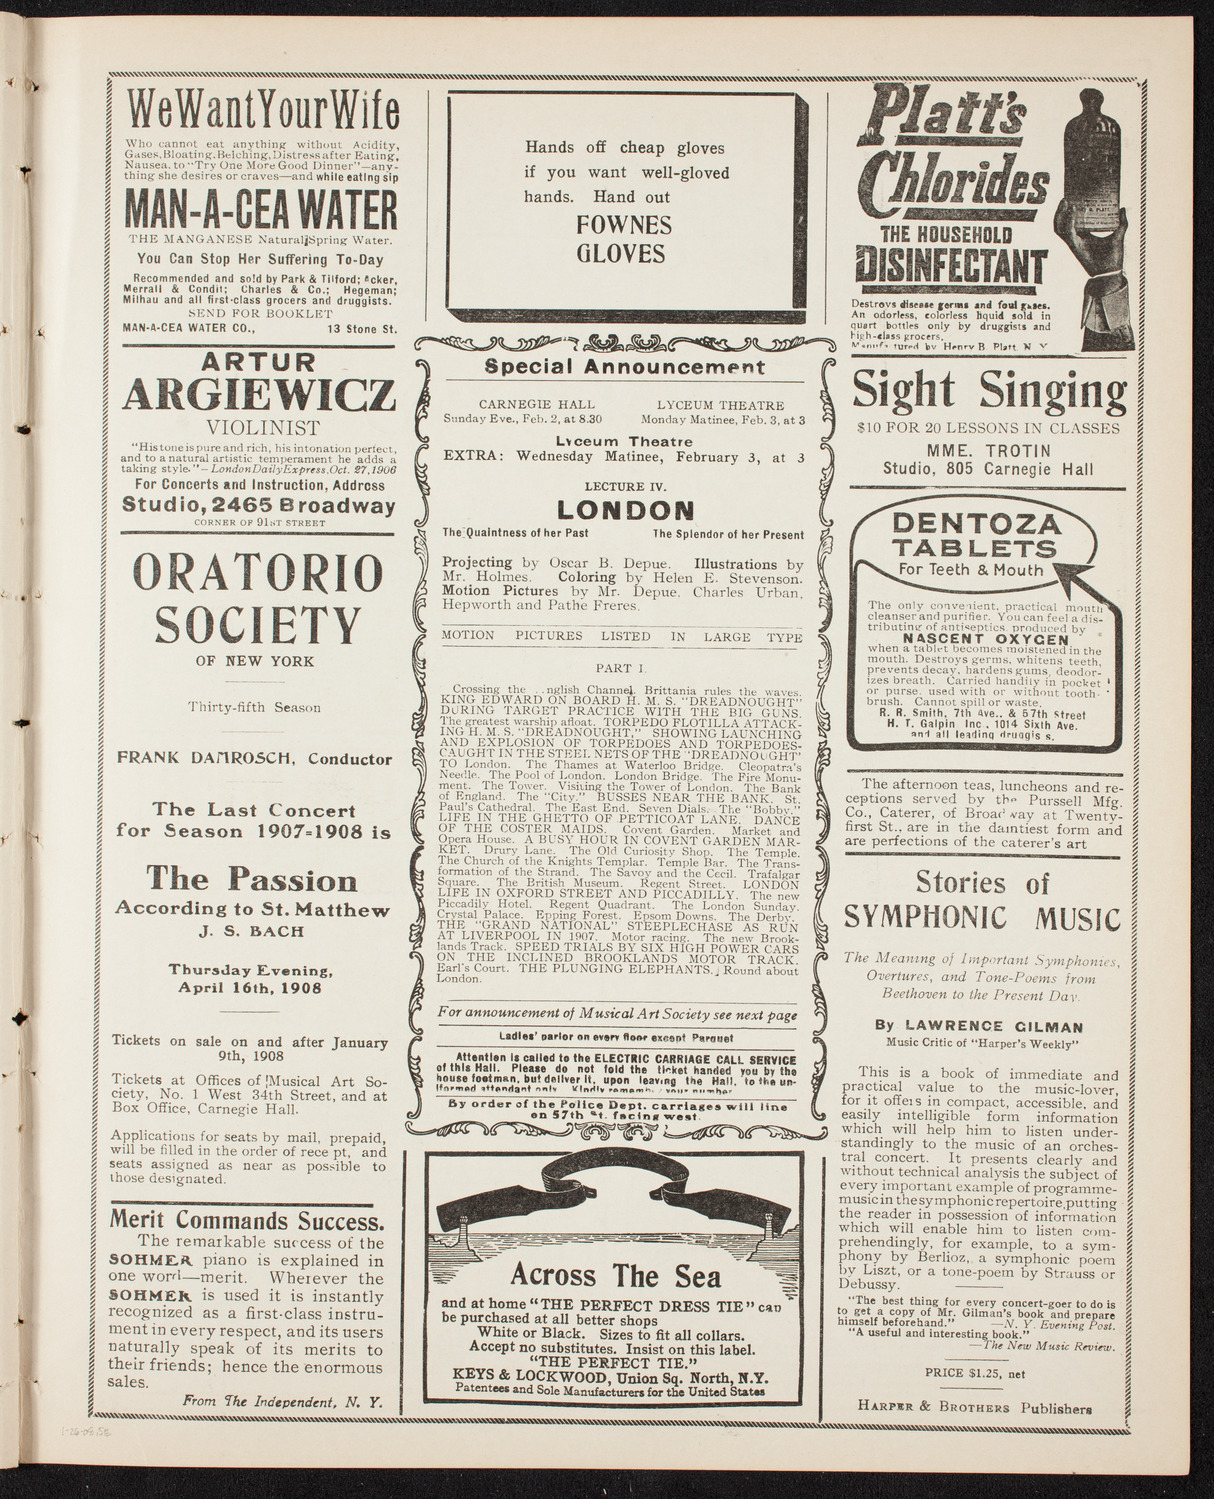 We Want Your Wife
Who cannot eat anything without Acidity,
Gases, Bloating, Belching, Distress after Eating,
Nausea, to "Try One More Good Dinner"—any-
thing she desires or craves—and while eating sip
MAN-A-CEA WATER
THE MANGANESE Natural Spring Water.
You Can Stop Her Suffering To-Day
Recommended and sold by Park & Tilford; Acker,
Merrall & Condit; Charles & Co.; Hegeman;
Milhau and all first-class grocers and druggists.
SEND FOR BOOKLET
MAN-A-CEA WATER CO., 13 Stone St.
ARTUR
ARGIEWICZ
VIOLINIST
"His tone is pure and rich, his intonation perfect,
and to a natural artistic temperament he adds a
taking style."—London Daily Express, Oct. 27, 1906
For Concerts and Instruction, Address
Studio, 2465 Broadway
CORNER OF 91ST STREET
ORATORIO
SOCIETY
OF NEW YORK
Thirty-fifth Season
FRANK DAMROSCH, Conductor
The Last Concert
for Season 1907-1908 is
The Passion
According to St. Matthew
J. S. BACH
Thursday Evening,
April 16th, 1908
Tickets on sale on and after January
9th, 1908
Tickets at Offices of Musical Art So-
ciety, No. 1 West 34th Street, and at
Box Office, Carnegie Hall.
Applications for seats by mail, prepaid,
will be filled in the order of rece pt, and
seats assigned as near as possible to
those designated.
Merit Commands Success.
The remarkable success of the
SOHMER piano is explained in
one word—merit. Wherever the
SOHMER is used it is instantly
recognized as a first-class instru-
ment in every respect, and its users
naturally speak of its merits to
their friends; hence the enormous
sales.
From The Independent, N. Y.
Hands off cheap gloves
if you want well-gloved
hands. Hand out
FOWNES
GLOVES
Special Announcement
CARNEGIE HALL LYCEUM THEATRE
Sunday Eve., Feb. 2, at 8.30 Monday Matinee, Feb. 3, at 3
Lyceum Theatre
EXTRA: Wednesday Matinee, February 3, at 3
LECTURE IV.
LONDON
The Quaintness of her Past The Splendor of her Present
Projecting by Oscar B. Depue. Illustrations by
Mr. Holmes. Coloring by Helen E. Stevenson.
Motion Pictures by Mr. Depue, Charles Urban,
Hepworth and Pathe Freres.
MOTION PICTURES LISTED IN LARGE TYPE
PART I.
Crossing the nglish Channel. Brittania rules the waves.
KING EDWARD ON BOARD H. M. S. "DREADNOUGHT"
DURING TARGET PRACTICE WITH THE BIG GUNS.
The greatest warship afloat. TORPEDO FLOTILLA ATTACK-
ING H. M. S. "DREADNOUGHT," SHOWING LAUNCHING
AND EXPLOSION OF TORPEDOES AND TORPEDOES-
CAUGHT IN THE STEEL NETS OF THE "DREADNOUGHT"
TO London. The Thames at Waterloo Bridge. Cleopatra's
Needle. The Pool of London. London Bridge. The Fire Monu-
ment. The Tower. Visiting the Tower of London. The Bank
of England. The "City." BUSSES NEAR THE BANK. St.
Paul's Cathedral. The East End. Seven Dials. The "Bobby."
LIFE IN THE GHETTO OF PETTICOAT LANE. DANCE
OF THE COSTER MAIDS. Covent Garden. Market and
Opera House. A BUSY HOUR IN COVENT GARDEN MAR-
KET. Drury Lane. The Old Curiosity Shop. The Temple.
The Church of the Knights Templar. Temple Bar. The Trans-
formation of the Strand. The Savoy and the Cecil. Trafalgar
Square. The British Museum. Regent Street. LONDON
LIFE IN OXFORD STREET AND PICCADILLY. The new
Piccadily Hotel. Regent Quadrant. The London Sunday.
Crystal Palace. Epping Forest. Epsom Downs. The Derby.
THE "GRAND NATIONAL" STEEPLECHASE AS RUN
AT LIVERPOOL IN 1907. Motor racing. The new Brook-
lands Track. SPEED TRIALS BY SIX HIGH POWER CARS
ON THE INCLINED BROOKLANDS MOTOR TRACK.
Earl's Court. THE PLUNGING ELEPHANTS. Round about
London.
For announcement of Musical Art Society see next page
Ladies' parlor on every floor except Parquet
Attention is called to the ELECTRIC CARRIAGE CALL SERVICE
of this Hall. Please do not fold the ticket handed you by the
house footman, but deliver it, upon leaving the Hall, to the un-
iformed attendant only. Kindly rememb. your number
By order of the Police Dept. carriages will line
on 57th St. facing west.
Across The Sea
and at home "THE PERFECT DRESS TIE" can
be purchased at all better shops
White or Black. Sizes to fit all collars.
Accept no substitutes. Insist on this label.
"THE PERFECT TIE,"
KEYS & LOCKWOOD, Union Sq. North, N.Y.
Patentees and Sole Manufacturers for the United States
Platt's
Chlorides
THE HOUSEHOLD
DISINFECTANT
Destroys disease germs and foul gases.
An odorless, colorless liquid sold in
quart bottles only by druggists and
high-class grocers.
Manufactured by Henry B. Platt N Y
Sight Singing
$10 FOR 20 LESSONS IN CLASSES
MME. TROTIN
Studio, 805 Carnegie Hall
DENTOZA
TABLETS
For Teeth & Mouth
The only convenient, practical mouth
cleanser and purifier. You can feel a dis-
tributing of antiseptics produced by
NASCENT OXYGEN
when a tablet becomes moistened in the
mouth. Destroys germs, whitens teeth,
prevents decay, hardens gums, deodor-
izes breath. Carried handily in pocket
or purse, used with or without tooth-
brush. Cannot spill or waste.
R. R. Smith, 7th Ave., & 57th Street
H. T. Galpin Inc., 1014 Sixth Ave.
and all leading druggis s.
The afternoon teas, luncheons and re-
ceptions served by the Purssell Mfg.
Co., Caterer, of Broadway at Twenty-
first St., are in the daintiest form and
are perfections of the caterer's art
Stories of
SYMPHONIC MUSIC
The Meaning of Important Symphonies,
Overtures, and Tone-Poems from
Beethoven to the Present Day.
By LAWRENCE GILMAN
Music Critic of "Harper's Weekly"
This is a book of immediate and
practical value to the music-lover,
for it offers in compact, accessible, and
easily intelligible form information
which will help him to listen under-
standingly to the music of an orches-
tral concert. It presents clearly and
without technical analysis the subject of
every important example of programme-
music in the symphonic repertoire, putting
the reader in possession of information
which will enable him to listen com-
prehendingly, for example, to a sym-
phony by Berlioz, a symphonic poem
by Liszt, or a tone-poem by Strauss or
Debussy.
"The best thing for every concert-goer to do is
to get a copy of Mr. Gilman's book and prepare
himself beforehand." —N. Y. Evening Post.
"A useful and interesting book."
—The New Music Review.
PRICE $1.25, net
HARPER & BROTHERS Publishers